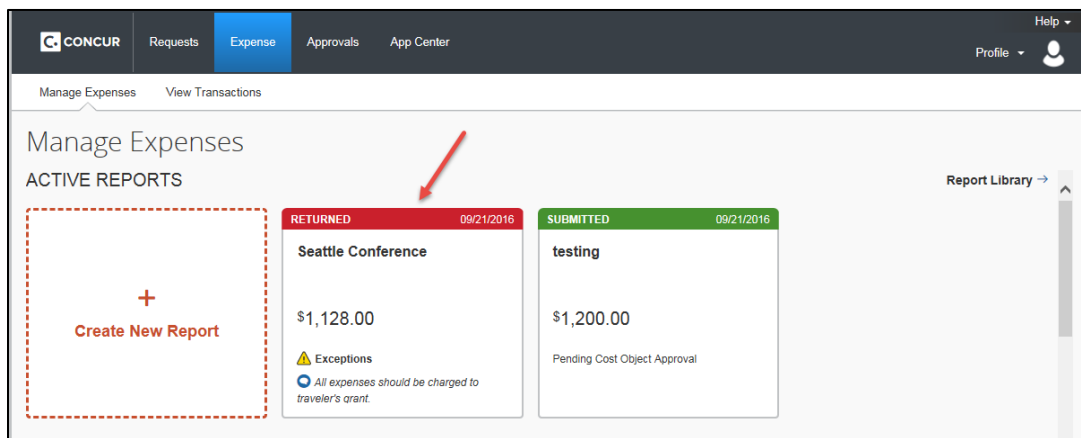 Help
C. CONCUR Requests Expense Approvals App Center
Profile
Manage Expenses View Transactions
Manage Expenses
ACTIVE REPORTS
Report Library →
+
Create New Report
RETURNED 09/21/2016
Seattle Conference
$1,128.00
Exceptions
All expenses should be charged to
traveler's grant.
SUBMITTED 09/21/2016
testing
$1,200.00
Pending Cost Object Approval